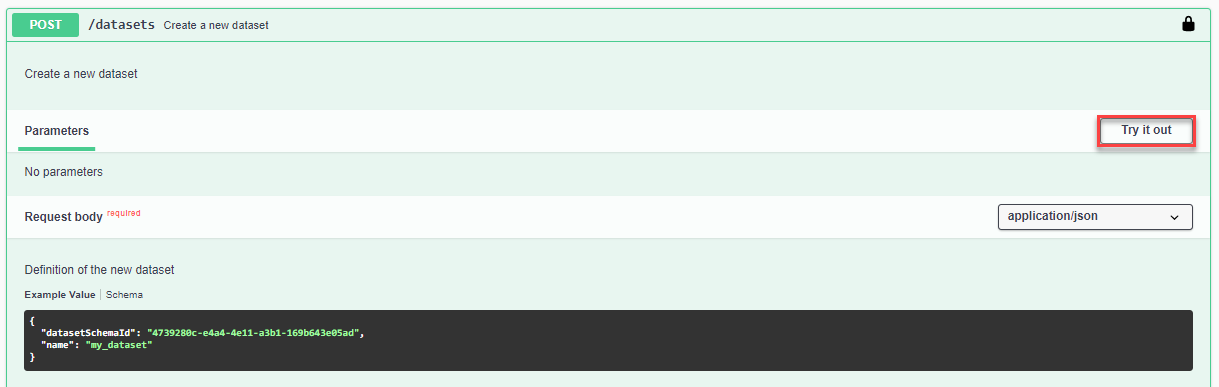 POST /datasets Create a new dataset
Create a new dataset
Parameters
Try it out
No parameters
Request body required
application/json
Definition of the new dataset
Example Value | Schema
{
"datasetSchemaId": "4739280c-e4a4-4e11-a3b1-169b643e05ad",
"name": "my_dataset"
}